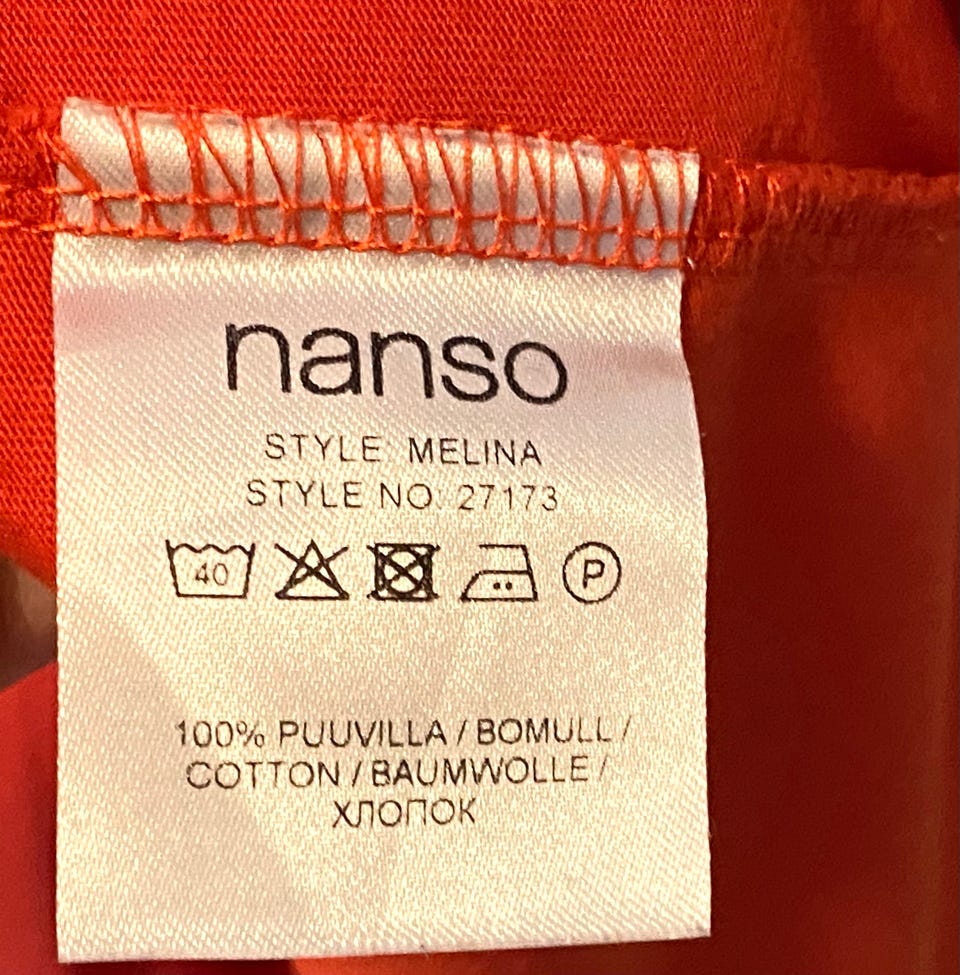 nanso
STYLE: MELINA
STYLE NO: 27173
40 P
100% PUUVILLA / BOMULL /
COTTON / BAUMWOLLE /
ХЛОПОК